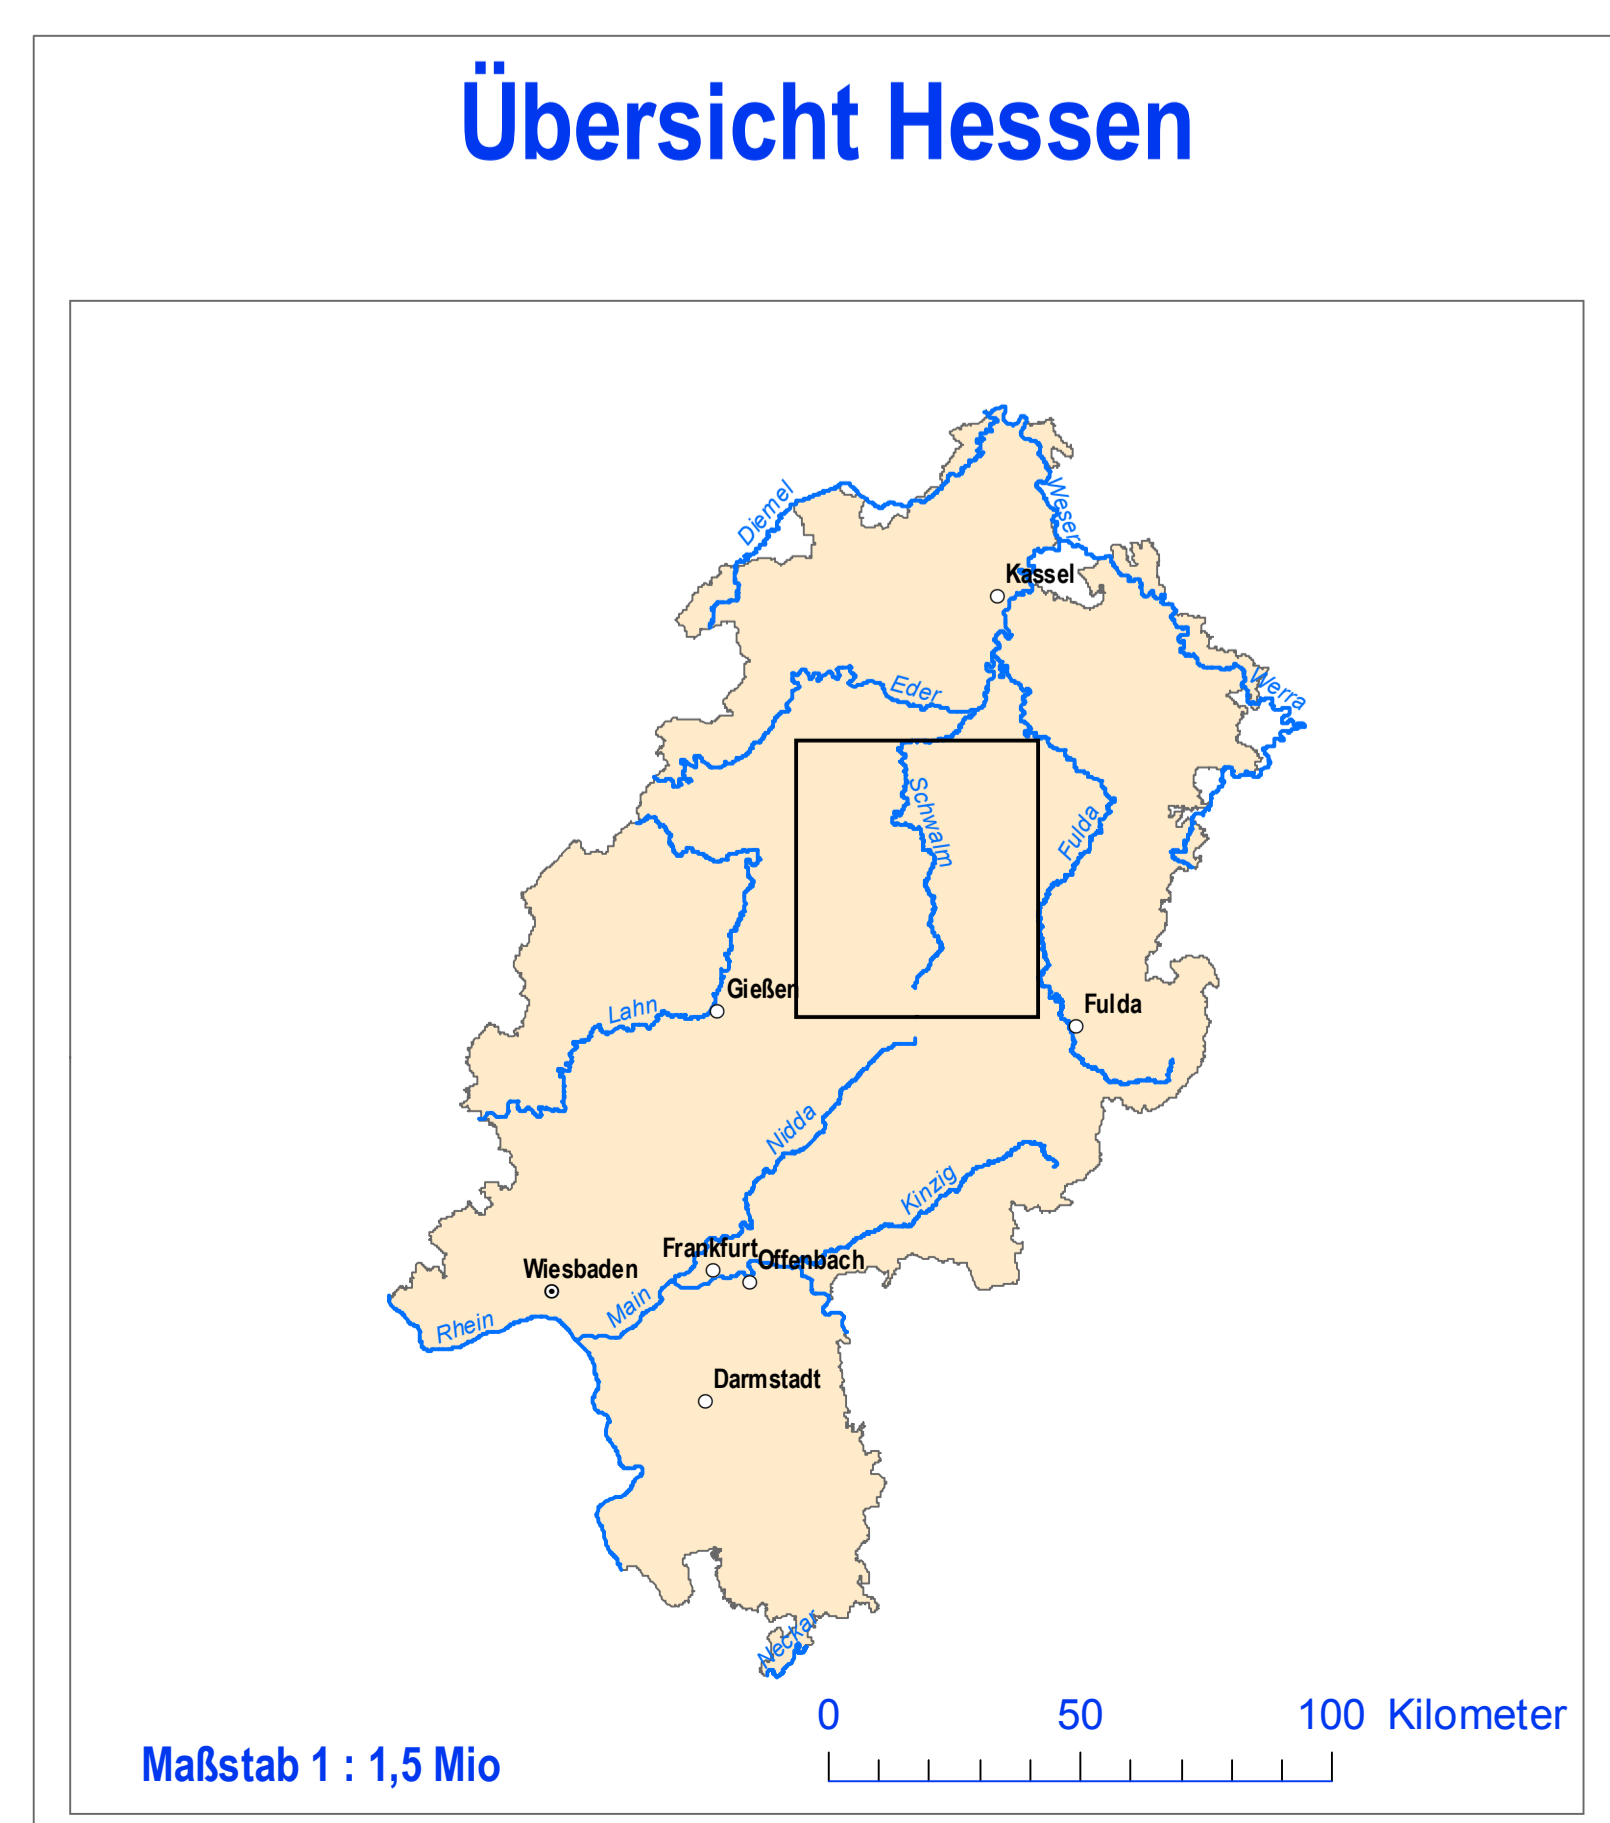 Übersicht Hessen
Diemel
Weser
Kassel
Eder
Werra
Schwalm
Fulda
Gießen
Lahn
Fulda
Nidda
Kinzig
Frankfurt
Offenbach
Wiesbaden
Main
Rhein
Darmstadt
Neckar
0 50 100 Kilometer
Maßstab 1 : 1,5 Mio